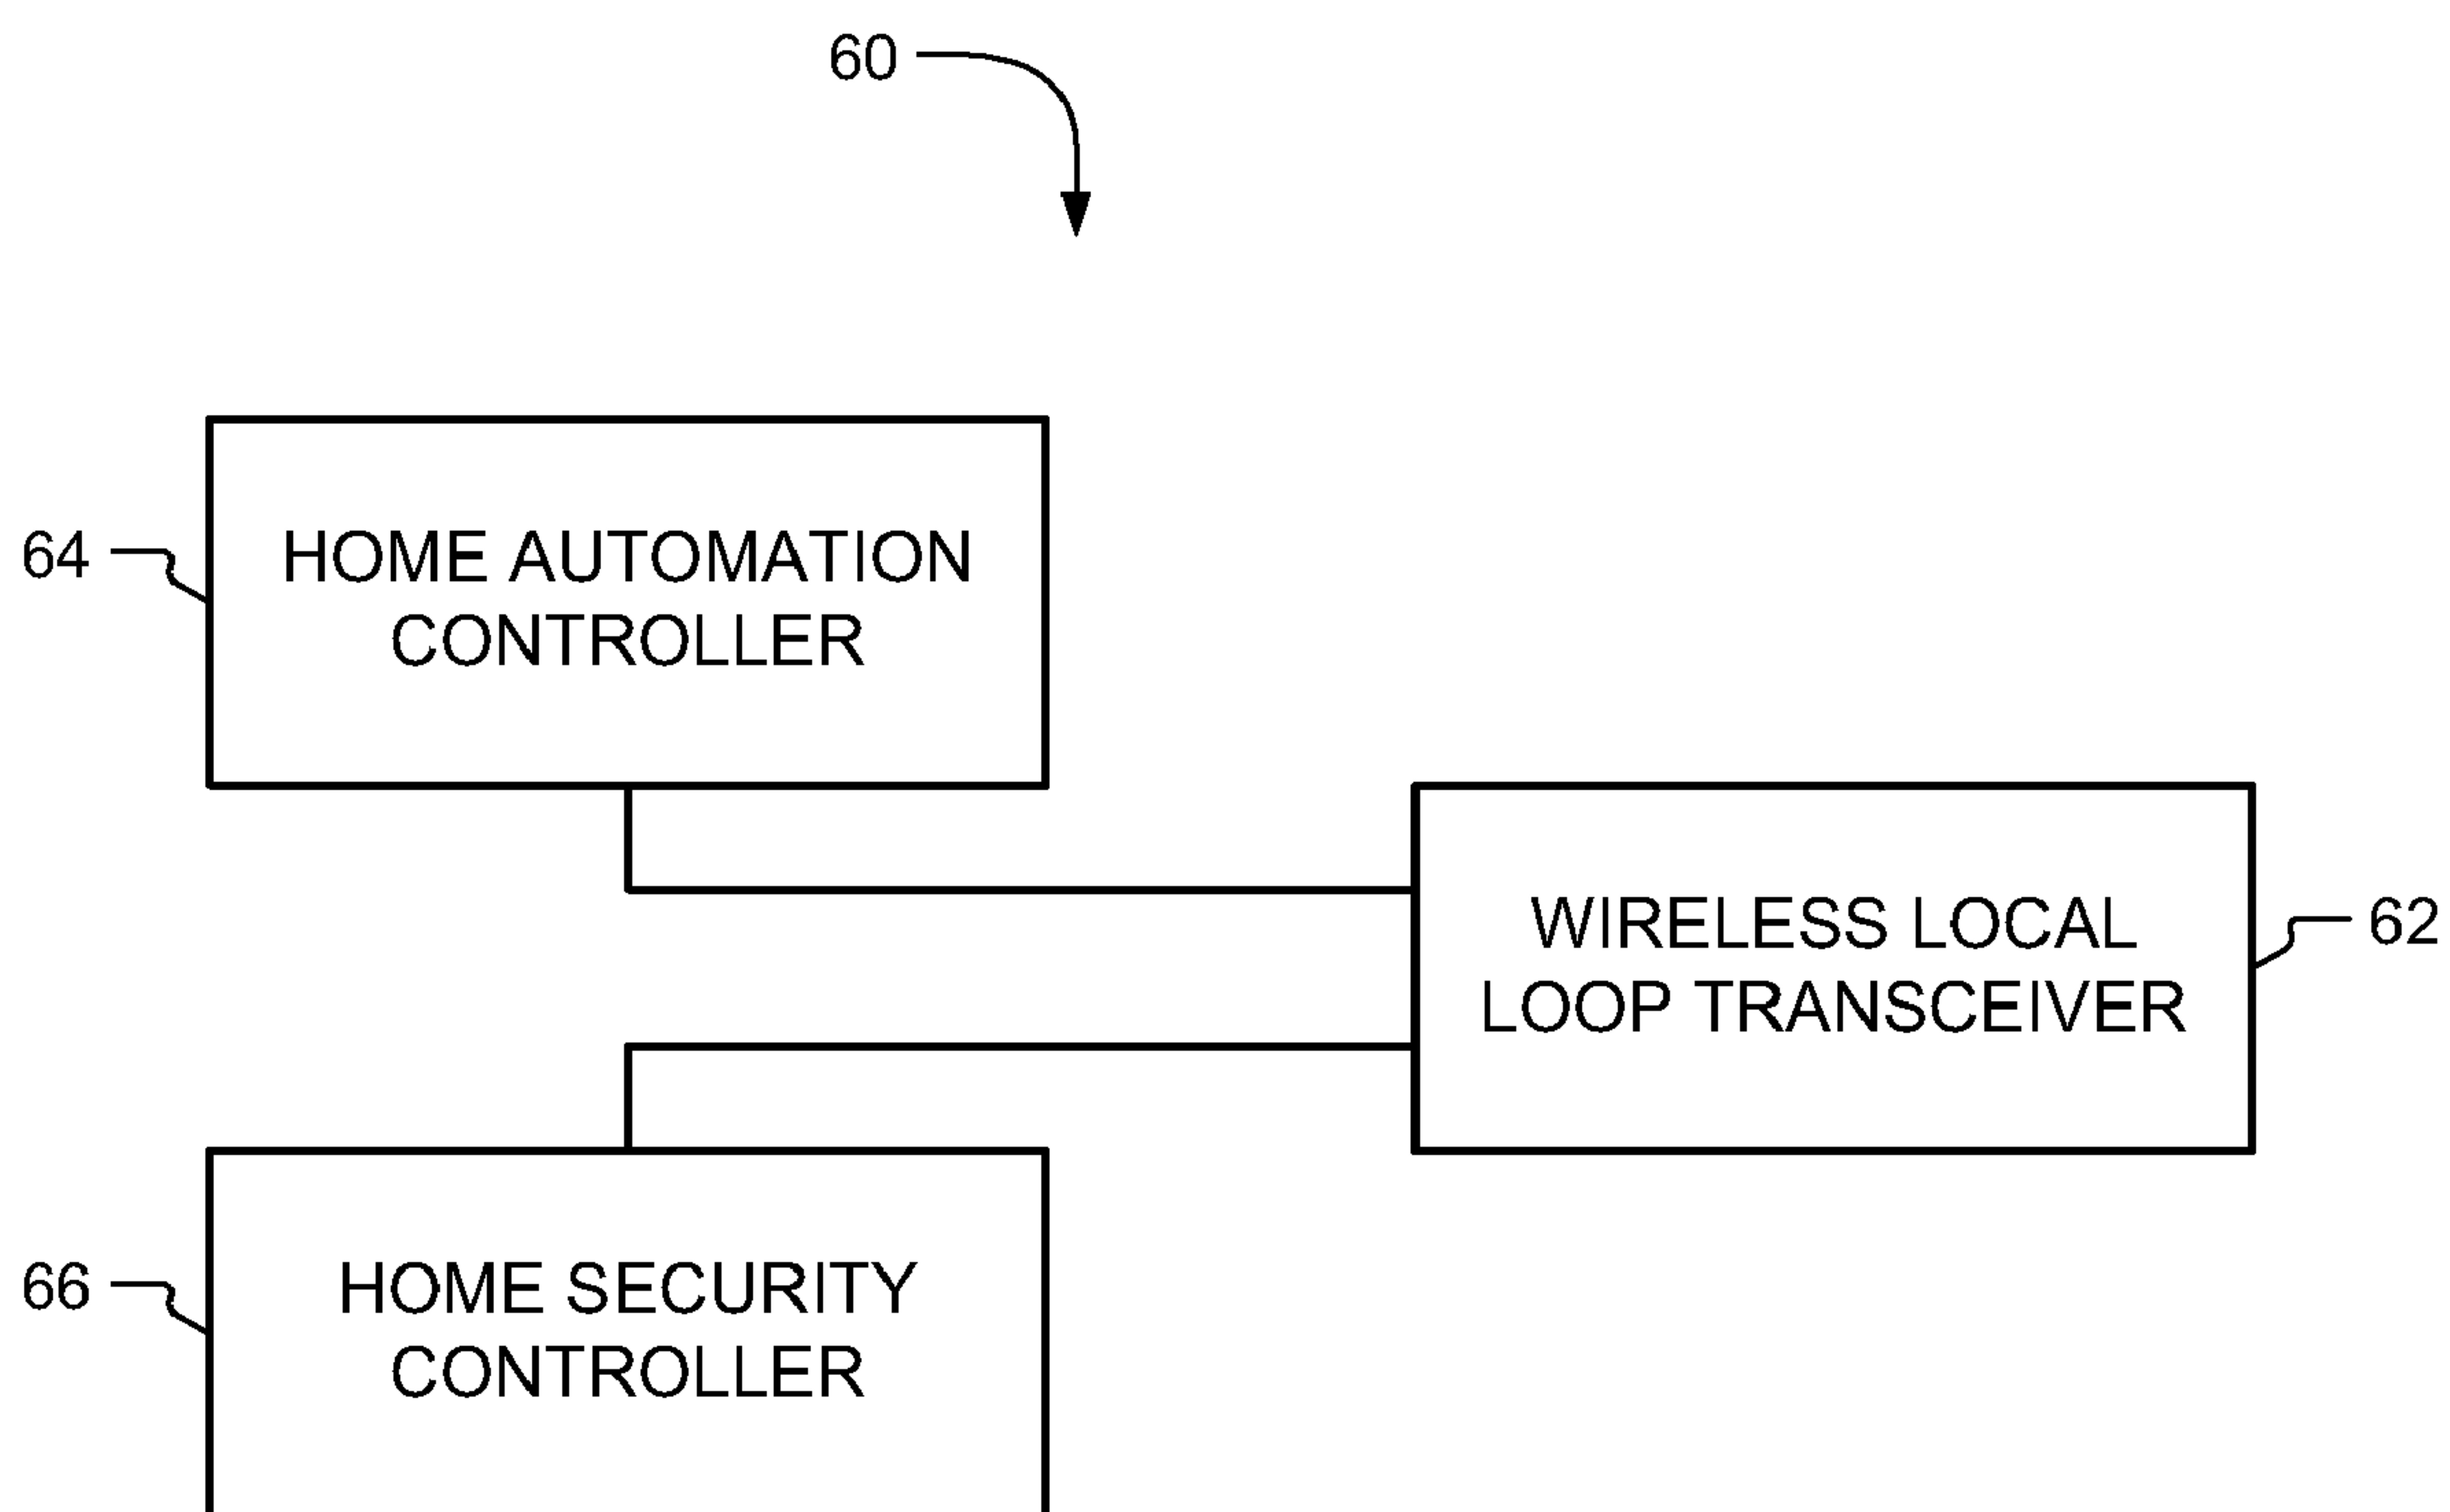 60
64
HOME AUTOMATION
CONTROLLER
WIRELESS LOCAL
LOOP TRANSCEIVER
62
66
HOME SECURITY
CONTROLLER